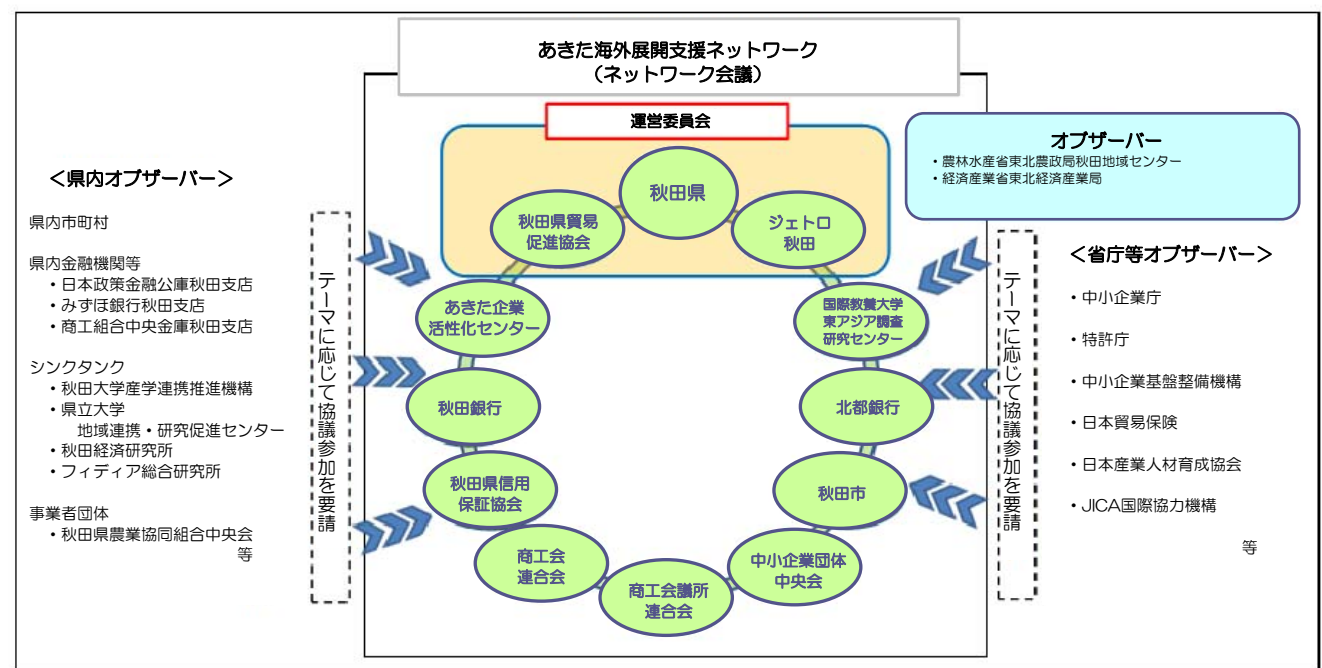 あきた海外展開支援ネットワーク
（ネットワーク会議）
運営委員会
オブザーバー
・農林水産省東北農政局秋田地域センター
・経済産業省東北経済産業局
＜県内オブザーバー＞
県内市町村
県内金融機関等
・日本政策金融公庫秋田支店
・みずほ銀行秋田支店
・商工組合中央金庫秋田支店
シンクタンク
・秋田大学産学連携推進機構
・県立大学
地域連携・研究促進センター
・秋田経済研究所
・フィディア総合研究所
事業者団体
・秋田県農業協同組合中央会
等
テーマに応じて協議参加を要請
秋田県
秋田県貿易
促進協会
ジェトロ
秋田
あきた企業
活性化センター
国際教養大学
東アジア調査
研究センター
秋田銀行
北都銀行
秋田県信用
保証協会
秋田市
商工会
連合会
中小企業団体
中央会
商工会議所
連合会
テーマに応じて協議参加を要請
＜省庁等オブザーバー＞
・中小企業庁
・特許庁
・中小企業基盤整備機構
・日本貿易保険
・日本産業人材育成協会
・JICA国際協力機構
等